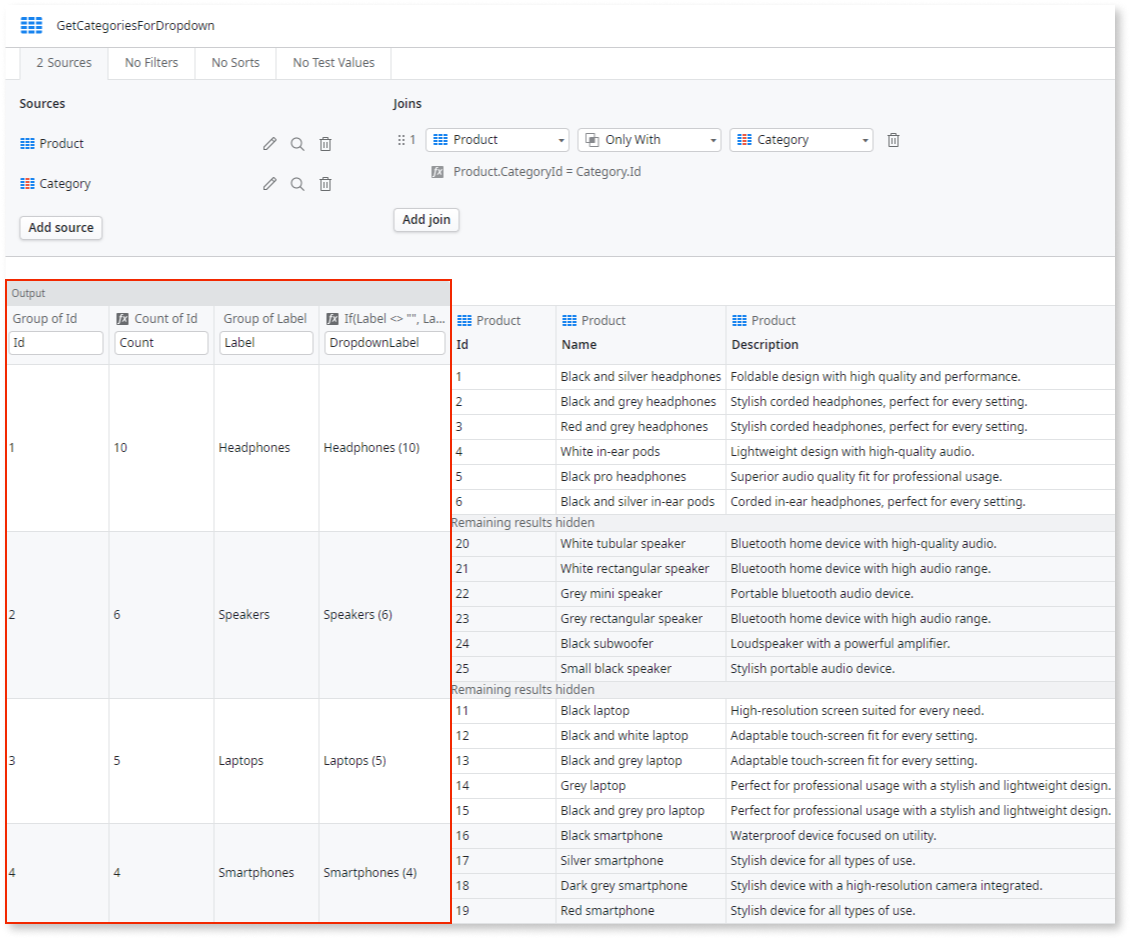 GetCategoriesForDropdown
2 Sources No Filters No Sorts No Test Values
Sources Joins
Product
1 Product Only With Category
fx Product.CategoryId = Category.Id
Category
Add source
Add join
Output
Group of Id fx Count of Id Group of Label fx If(Label <> "", La... Product Product Product
Id Count Label DropdownLabel Id Name Description
1 10 Headphones Headphones (10)
1 Black and silver headphones Foldable design with high quality and performance.
2 Black and grey headphones Stylish corded headphones, perfect for every setting.
3 Red and grey headphones Stylish corded headphones, perfect for every setting.
4 White in-ear pods Lightweight design with high-quality audio.
5 Black pro headphones Superior audio quality fit for professional usage.
6 Black and silver in-ear pods Corded in-ear headphones, perfect for every setting.
Remaining results hidden
2 6 Speakers Speakers (6)
20 White tubular speaker Bluetooth home device with high-quality audio.
21 White rectangular speaker Bluetooth home device with high audio range.
22 Grey mini speaker Portable bluetooth audio device.
23 Grey rectangular speaker Bluetooth home device with high audio range.
24 Black subwoofer Loudspeaker with a powerful amplifier.
25 Small black speaker Stylish portable audio device.
Remaining results hidden
3 5 Laptops Laptops (5)
11 Black laptop High-resolution screen suited for every need.
12 Black and white laptop Adaptable touch-screen fit for every setting.
13 Black and grey laptop Adaptable touch-screen fit for every setting.
14 Grey laptop Perfect for professional usage with a stylish and lightweight design.
15 Black and grey pro laptop Perfect for professional usage with a stylish and lightweight design.
4 4 Smartphones Smartphones (4)
16 Black smartphone Waterproof device focused on utility.
17 Silver smartphone Stylish device for all types of use.
18 Dark grey smartphone Stylish device with a high-resolution camera integrated.
19 Red smartphone Stylish device for all types of use.